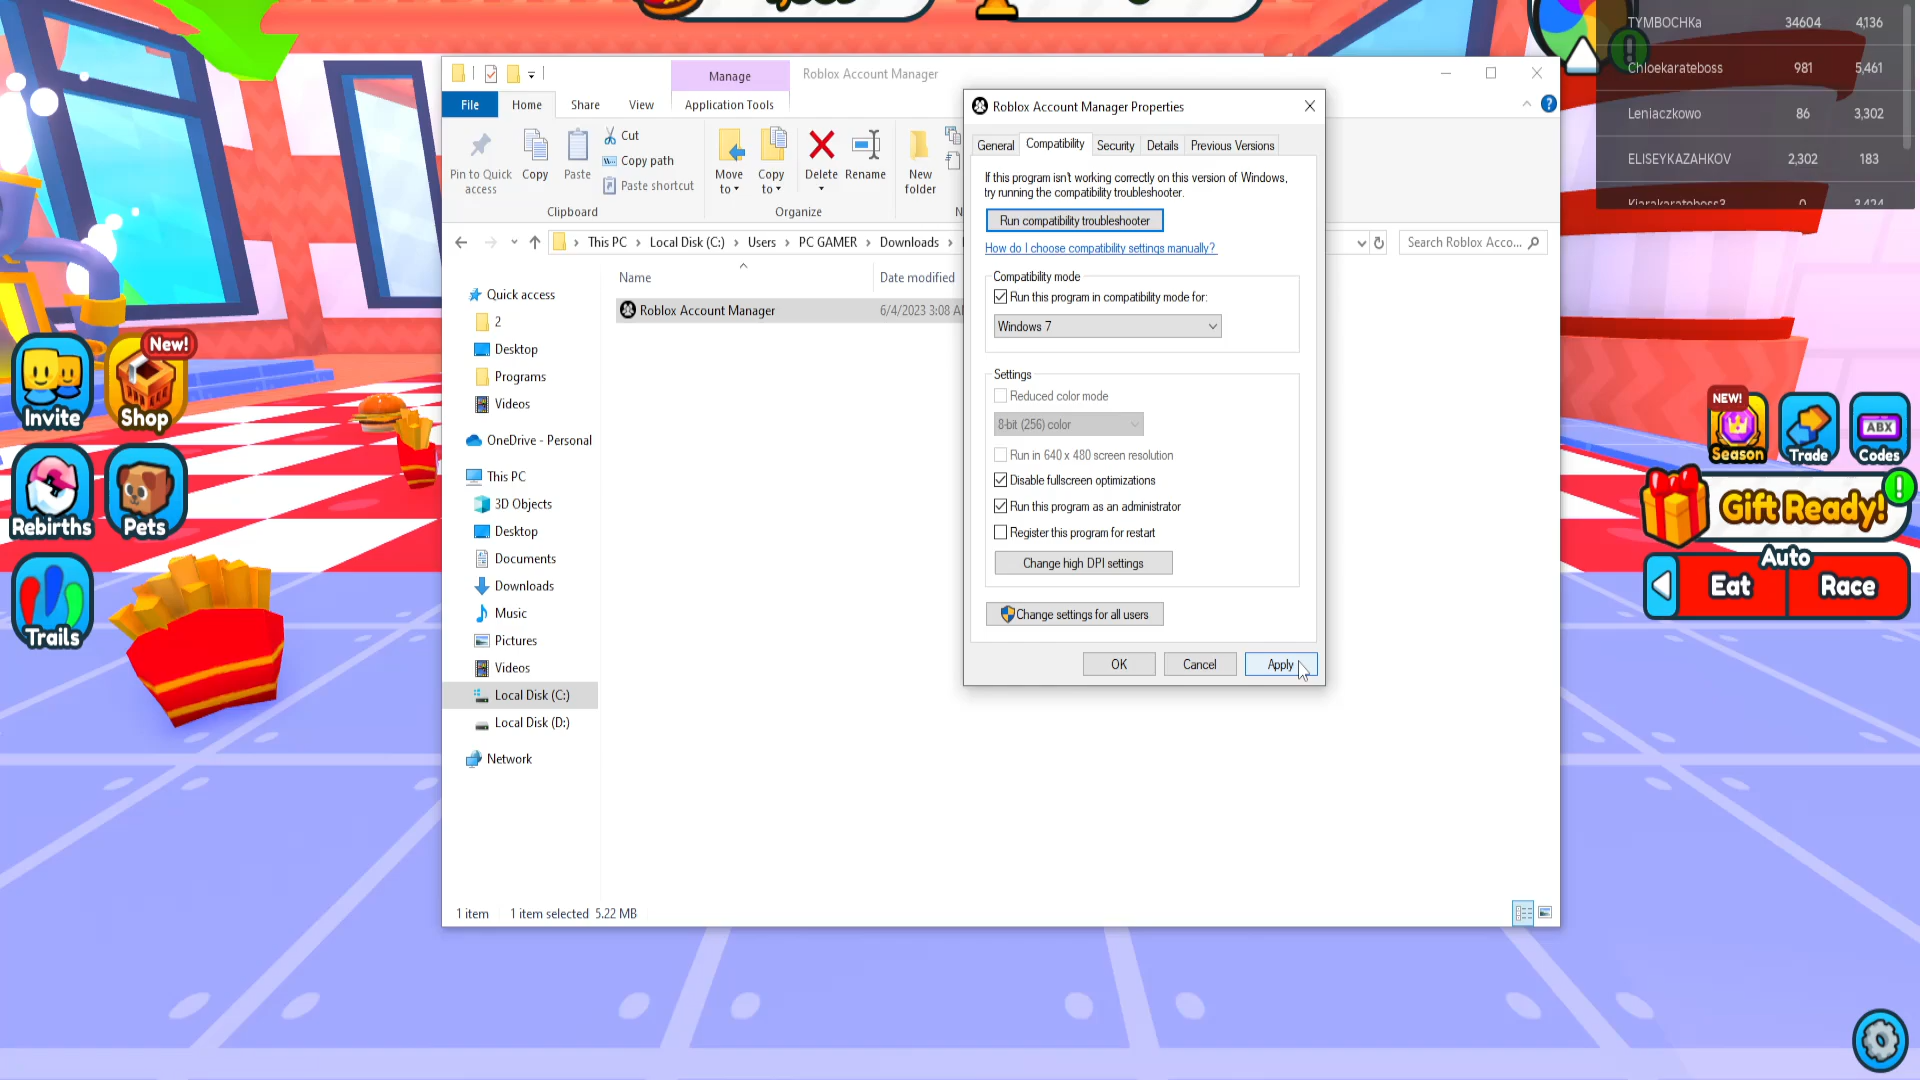 TYMBOCHKa 34604 4,136
Chloekarateboss 981 5,461
Leniaczkowo 86 3,302
ELISEYKAZAHKOV 2,302 183
Manage
Roblox Account Manager
File Home Share View Application Tools
Pin to Quick access
Copy
Paste
Cut
Copy path
Paste shortcut
Clipboard
Move to
Copy to
Delete
Rename
Organize
New folder
This PC > Local Disk (C:) > Users > PC GAMER > Downloads >
Search Roblox Acco...
Name
Date modified
Roblox Account Manager
6/4/2023 3:08 A
Quick access
2
Desktop
Programs
Videos
OneDrive - Personal
This PC
3D Objects
Desktop
Documents
Downloads
Music
Pictures
Videos
Local Disk (C:)
Local Disk (D:)
Network
1 item 1 item selected 5.22 MB
Roblox Account Manager Properties
General Compatibility Security Details Previous Versions
If this program isn't working correctly on this version of Windows,
try running the compatibility troubleshooter.
Run compatibility troubleshooter
How do I choose compatibility settings manually?
Compatibility mode
Run this program in compatibility mode for:
Windows 7
Settings
Reduced color mode
8-bit (256) color
Run in 640 x 480 screen resolution
Disable fullscreen optimizations
Run this program as an administrator
Register this program for restart
Change high DPI settings
Change settings for all users
OK Cancel Apply
New!
Invite
Shop
Rebirths
Pets
Trails
NEW!
Season
Trade
ABX
Codes
Gift Ready!
!
Auto
Eat
Race